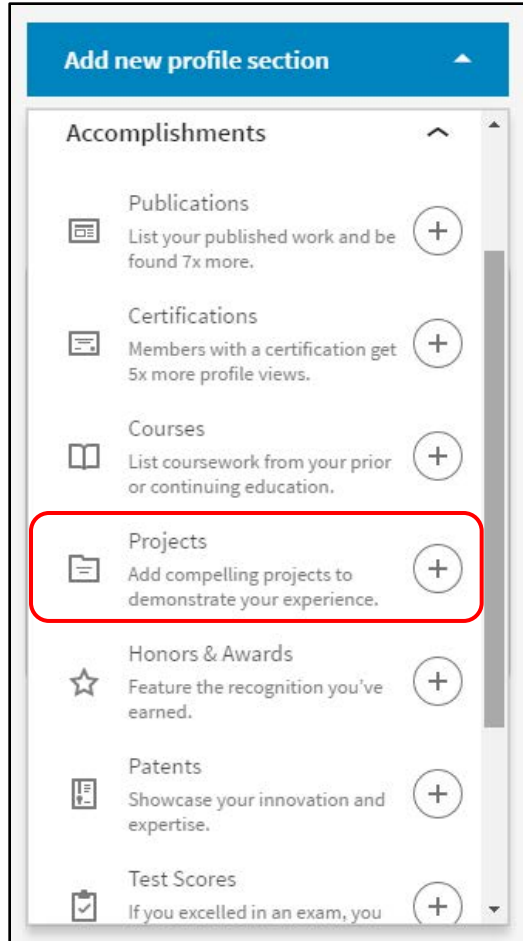 Add new profile section
Accomplishments
Publications
List your published work and be
found 7x more.
Certifications
Members with a certification get
5x more profile views.
Courses
List coursework from your prior
or continuing education.
Projects
Add compelling projects to
demonstrate your experience.
Honors & Awards
Feature the recognition you’ve
earned.
Patents
Showcase your innovation and
expertise.
Test Scores
If you excelled in an exam, you